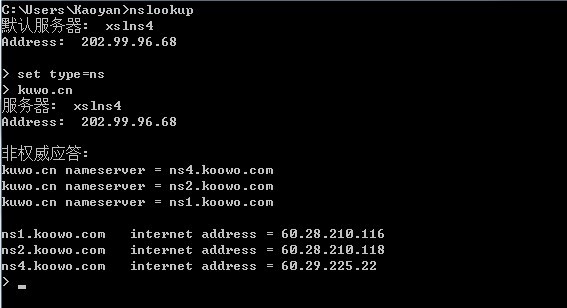 C:\Users\Kaoyan>nslookup
默认服务器:  xslns4
Address:  202.99.96.68
> set type=ns
> kuwo.cn
服务器:  xslns4
Address:  202.99.96.68
非权威应答:
kuwo.cn nameserver = ns4.koowo.com
kuwo.cn nameserver = ns2.koowo.com
kuwo.cn nameserver = ns1.koowo.com
ns1.koowo.com   internet address = 60.28.210.116
ns2.koowo.com   internet address = 60.28.210.118
ns4.koowo.com   internet address = 60.29.225.22
> _